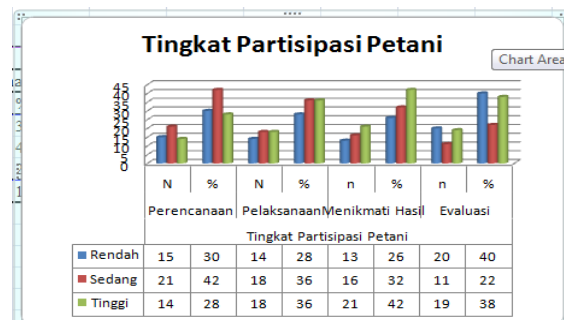 Tingkat Partisipasi Petani
Chart Area
45
40
35
30
25
20
15
10
5
0
N % N % n % n %
Perencanaan Pelaksanaan Menikmati Hasil Evaluasi
Tingkat Partisipasi Petani
Rendah 15 30 14 28 13 26 20 40
Sedang 21 42 18 36 16 32 11 22
Tinggi 14 28 18 36 21 42 19 38